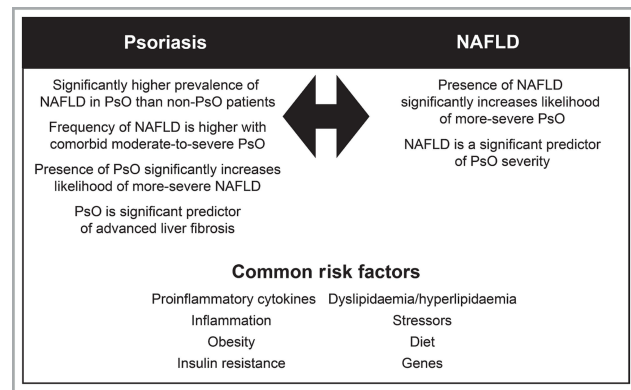 Psoriasis
NAFLD
Significantly higher prevalence of
NAFLD in PsO than non-PsO patients
Frequency of NAFLD is higher with
comorbid moderate-to-severe PsO
Presence of PsO significantly increases
likelihood of more-severe NAFLD
PsO is significant predictor
of advanced liver fibrosis
Presence of NAFLD
significantly increases likelihood
of more-severe PsO
NAFLD is a significant predictor
of PsO severity
Common risk factors
Proinflammatory cytokines
Inflammation
Obesity
Insulin resistance
Dyslipidaemia/hyperlipidaemia
Stressors
Diet
Genes